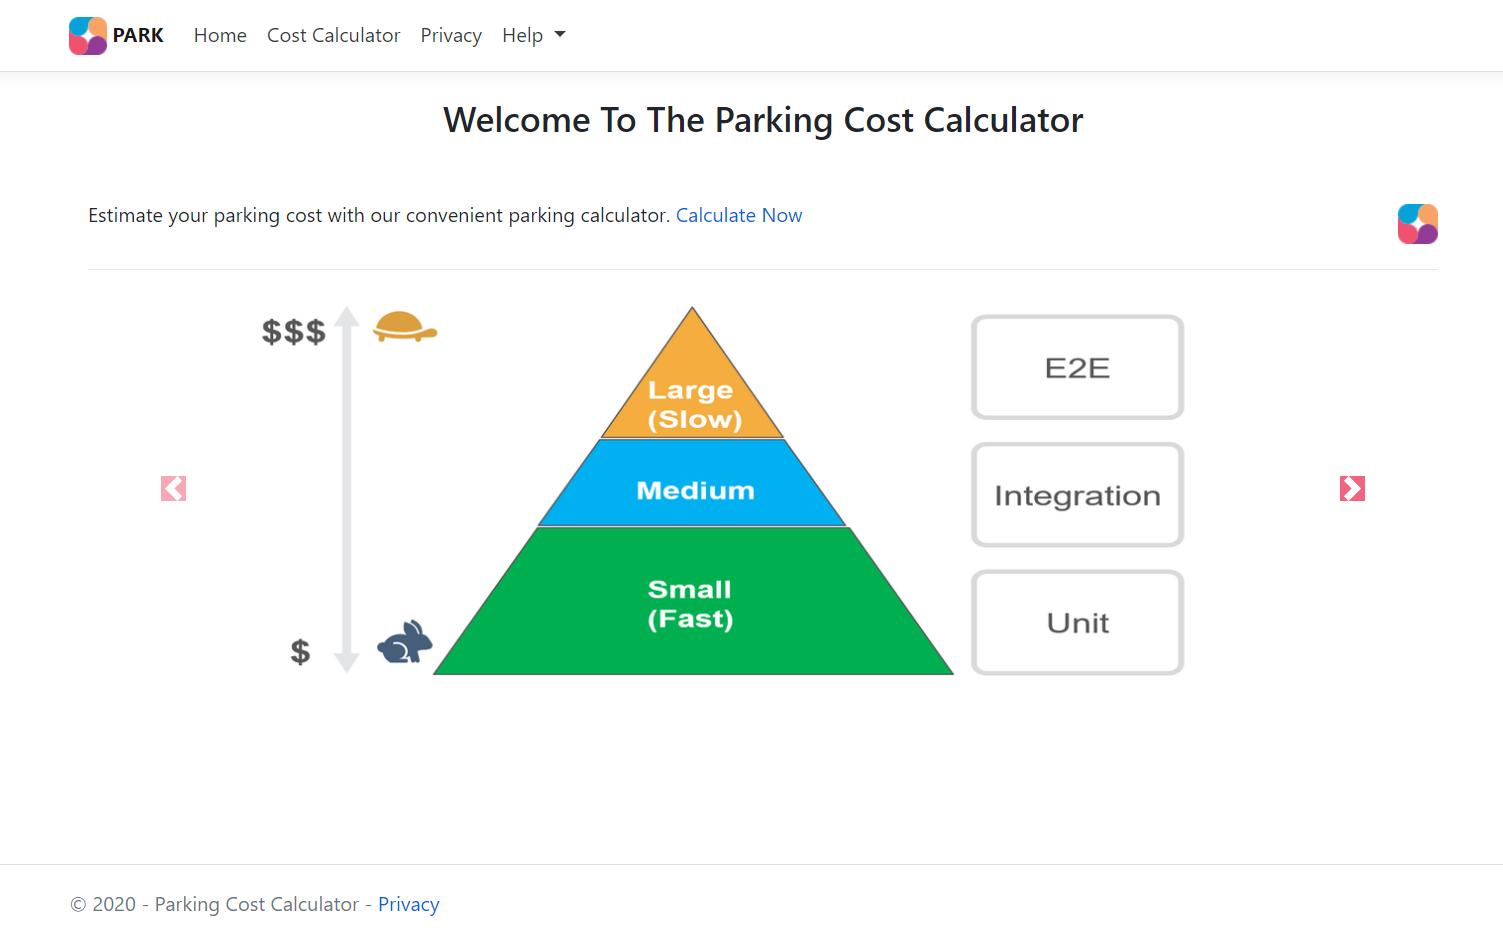 PARK Home Cost Calculator Privacy Help
Welcome To The Parking Cost Calculator
Estimate your parking cost with our convenient parking calculator. Calculate Now
$$$
$
Large
(Slow)
Medium
Small
(Fast)
E2E
Integration
Unit
© 2020 - Parking Cost Calculator - Privacy